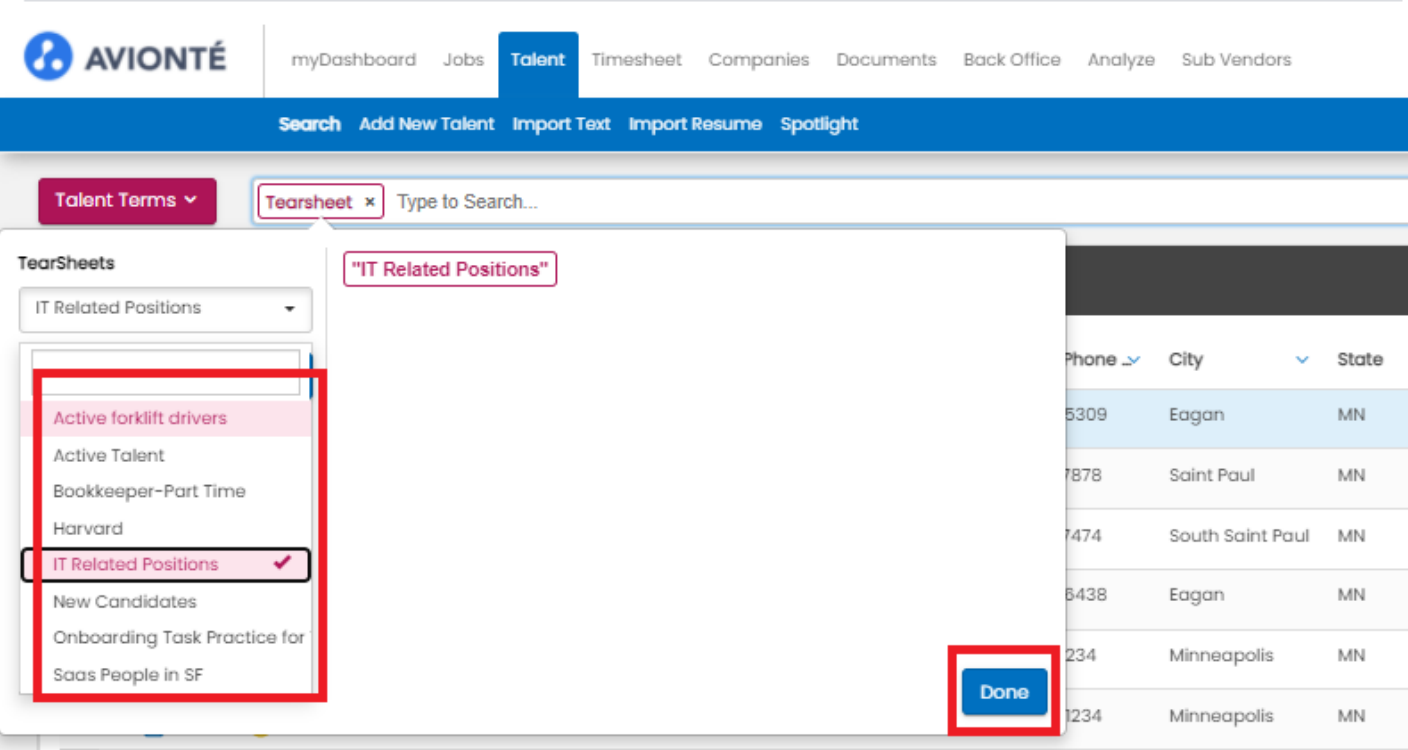 AVIONTÉ
myDashboard Jobs Talent Timesheet Companies Documents Back Office Analyze Sub Vendors
Search Add New Talent Import Text Import Resume Spotlight
Talent Terms Tearsheet × Type to Search...
TearSheets
"IT Related Positions"
IT Related Positions
Phone ... City State
Active forklift drivers
5309 Eagan MN
Active Talent
7878 Saint Paul MN
Bookkeeper-Part Time
Harvard
7474 South Saint Paul MN
IT Related Positions
New Candidates
6438 Eagan MN
Onboarding Task Practice for
234 Minneapolis MN
Saas People in SF
Done
1234 Minneapolis MN